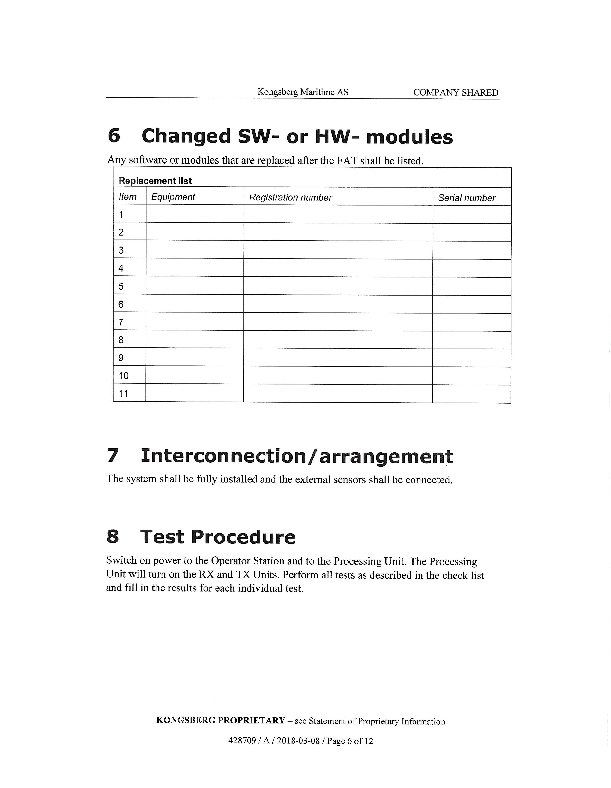 Kongsberg Maritime AS COMPANY SHARED
6 Changed SW- or HW- modules
Any software or modules that are replaced after the FAT shall be listed.
Replacement list
Item Equipment Registration number Serial number
1
2
3
4
5
6
7
8
9
10
11
7 Interconnection/arrangement
The system shall be fully installed and the external sensors shall be connected.
8 Test Procedure
Switch on power to the Operator Station and to the Processing Unit. The Processing
Unit will turn on the RX and TX Units. Perform all tests as described in the check list
and fill in the results for each individual test.
KONGSBERG PROPRIETARY – see Statement of Proprietary Information
428709 / A / 2018-03-08 / Page 6 of 12